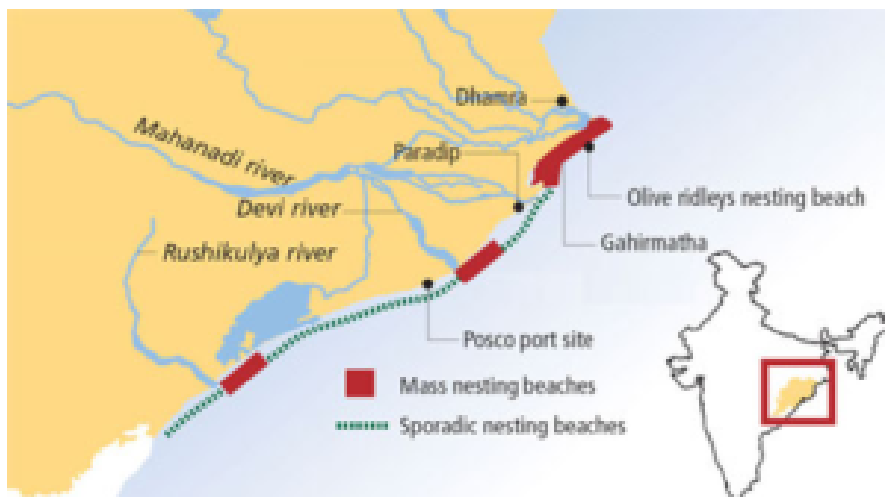 Dhamra
Mahanadi river
Paradip
Olive ridleys nesting beach
Devi river
Gahirmatha
Rushikulya river
Posco port site
Mass nesting beaches
Sporadic nesting beaches